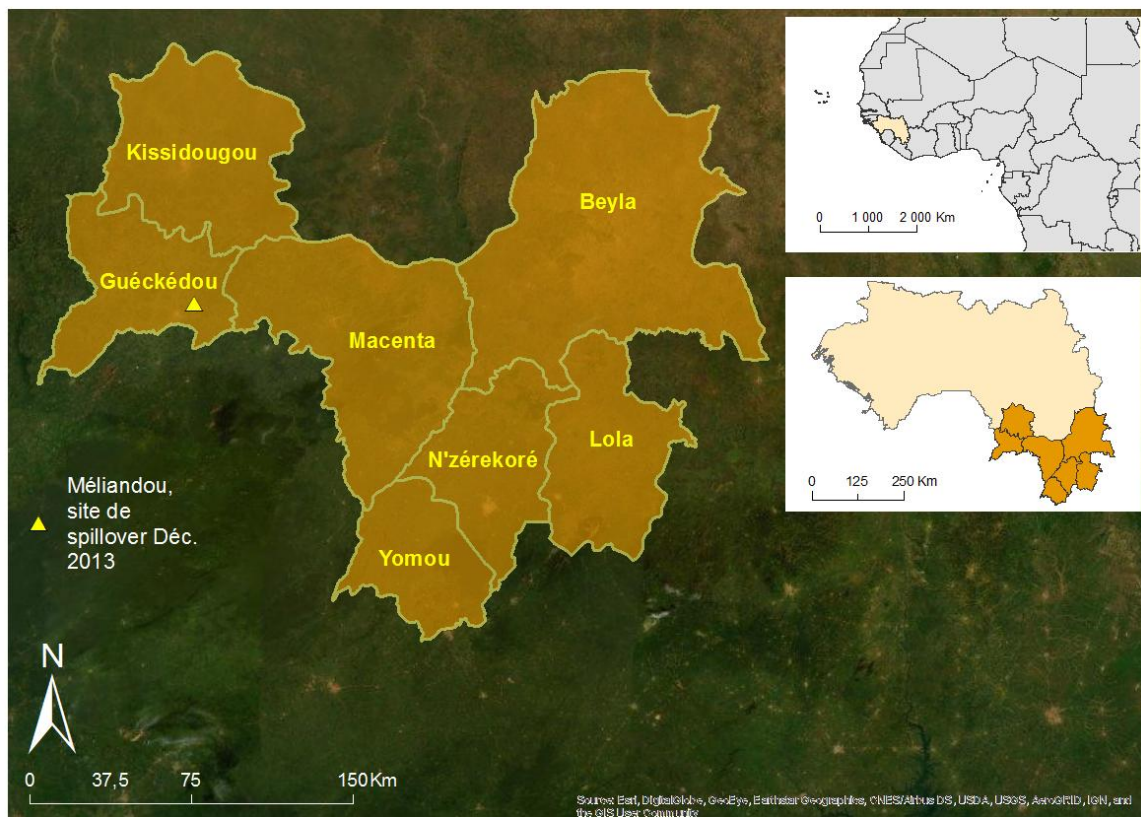 Kissidougou
Beyla
Guéckédou
Macenta
Lola
N'zérekoré
Yomou
Méliandou,
site de
spillover Déc.
2013
N
0 37,5 75 150 Km
0 1 000 2 000 Km
0 125 250 Km
Source: Esri, DigitalGlobe, GeoEye, Earthstar Geographics, CNES/Airbus DS, USDA, USGS, AeroGRID, IGN, and
the GIS User Community